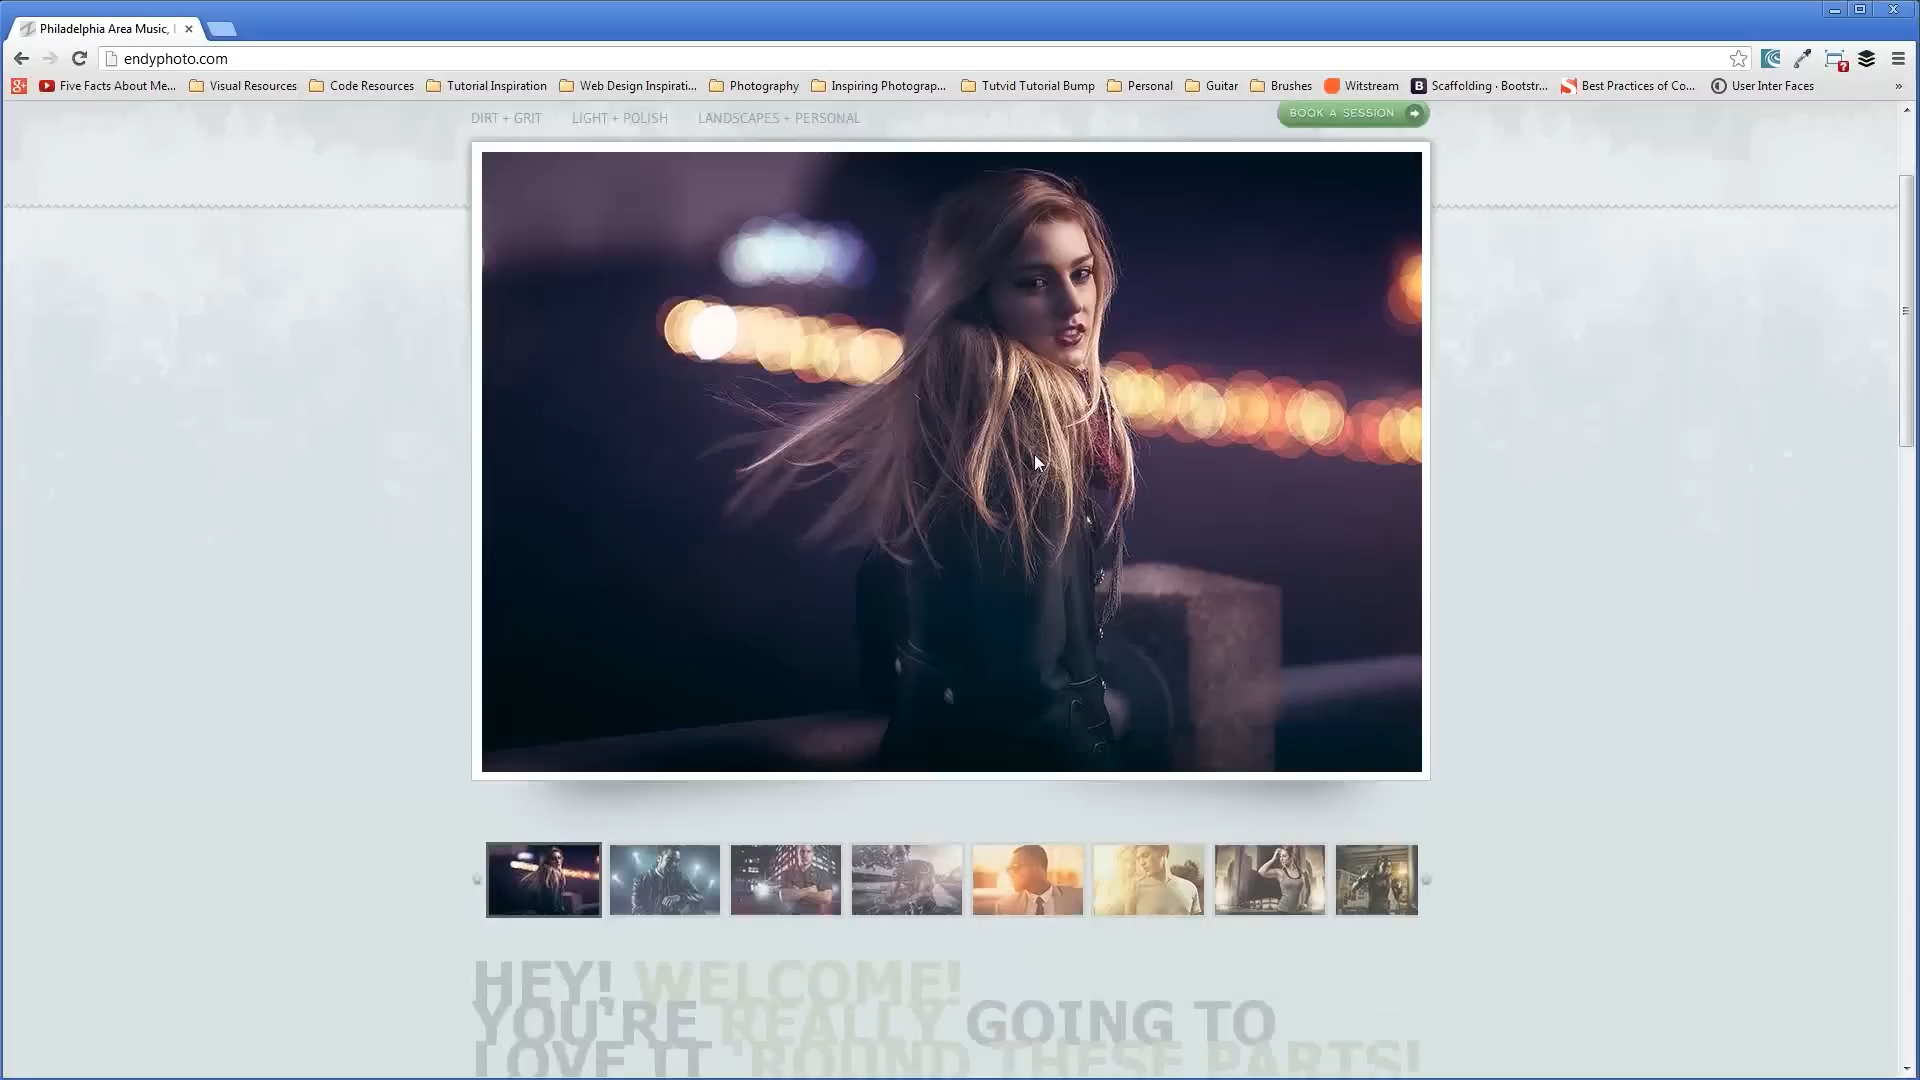 Philadelphia Area Music, |
endyphoto.com
Five Facts About Me... Visual Resources Code Resources Tutorial Inspiration Web Design Inspirati... Photography Inspiring Photograp... Tutvid Tutorial Bump Personal Guitar Brushes Witstream B Scaffolding · Bootstr... Best Practices of Co... User Inter Faces »
DIRT + GRIT LIGHT + POLISH LANDSCAPES + PERSONAL BOOK A SESSION
HEY! WELCOME!
YOU'RE REALLY GOING TO
LOVE IT 'ROUND THESE PARTS!